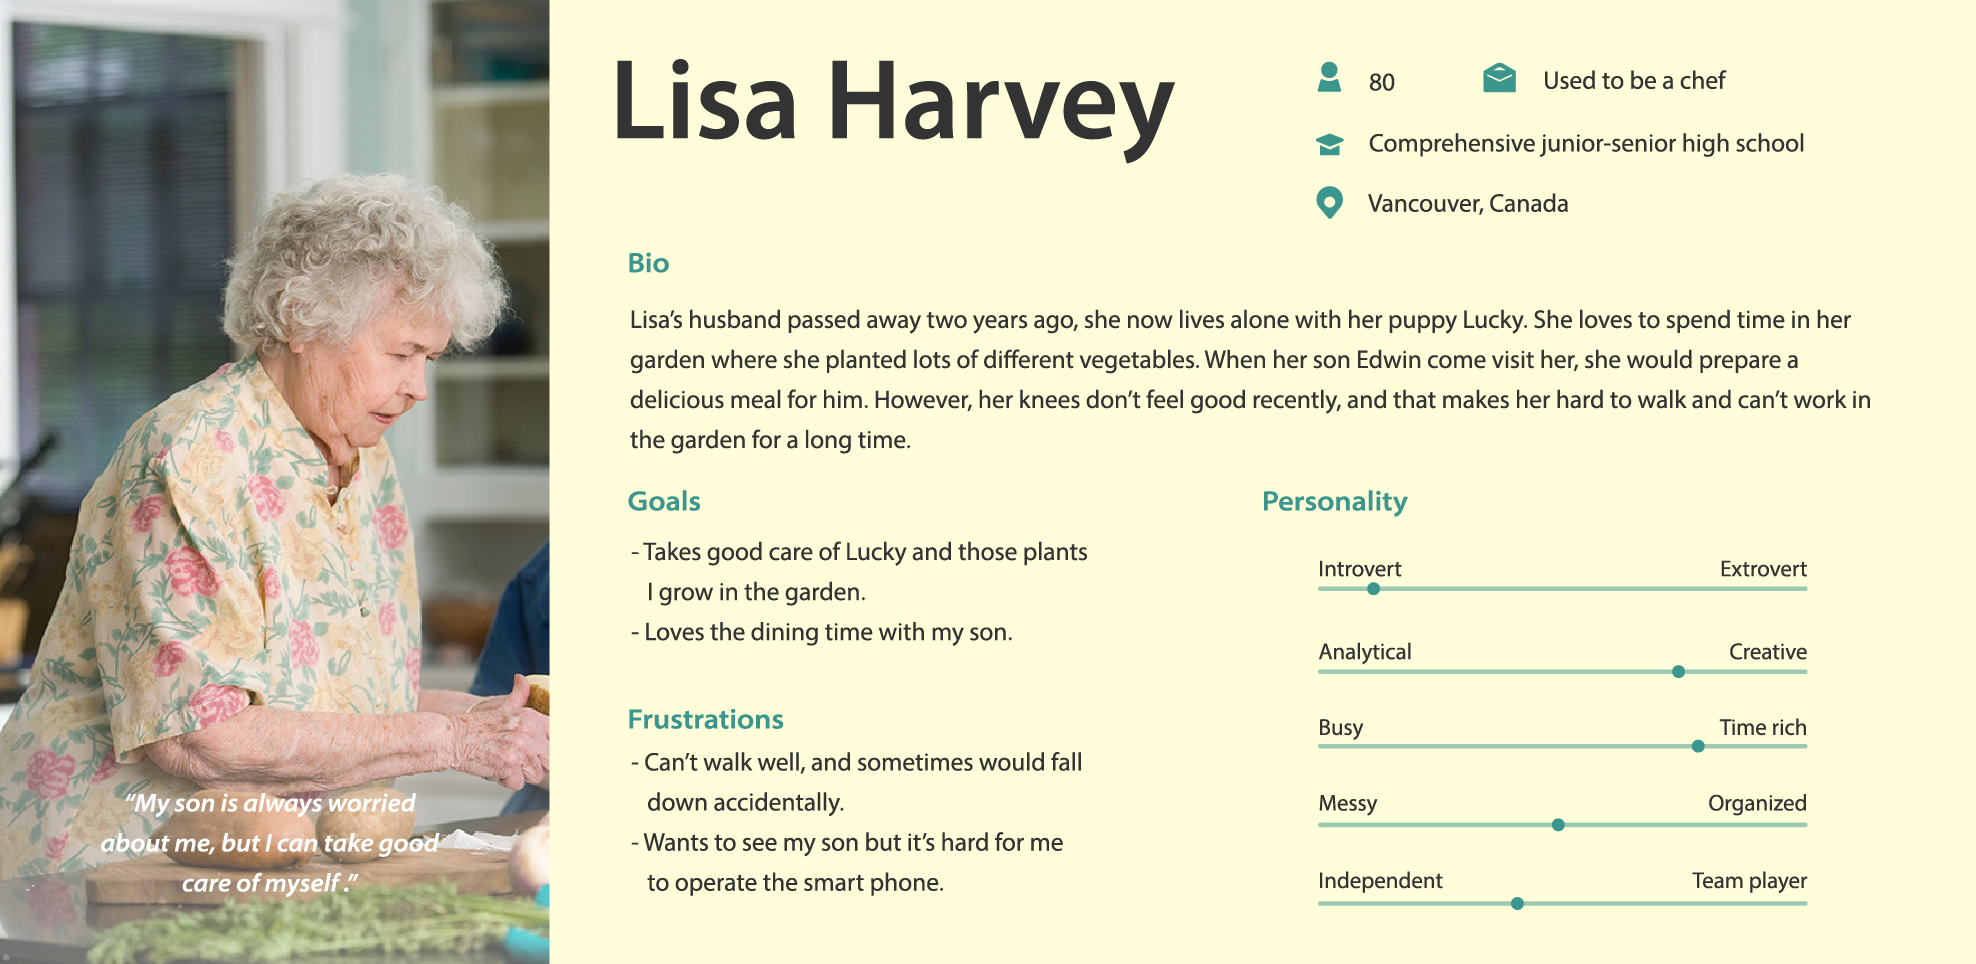 Lisa Harvey
80
Used to be a chef
Comprehensive junior-senior high school
Vancouver, Canada
Bio
Lisa’s husband passed away two years ago, she now lives alone with her puppy Lucky. She loves to spend time in her
garden where she planted lots of different vegetables. When her son Edwin come visit her, she would prepare a
delicious meal for him. However, her knees don’t feel good recently, and that makes her hard to walk and can’t work in
the garden for a long time.
Goals
- Takes good care of Lucky and those plants
I grow in the garden.
- Loves the dining time with my son.
Frustrations
- Can’t walk well, and sometimes would fall
down accidentally.
- Wants to see my son but it’s hard for me
to operate the smart phone.
Personality
Introvert Extrovert
Analytical Creative
Busy Time rich
Messy Organized
Independent Team player
“My son is always worried
about me, but I can take good
care of myself .”